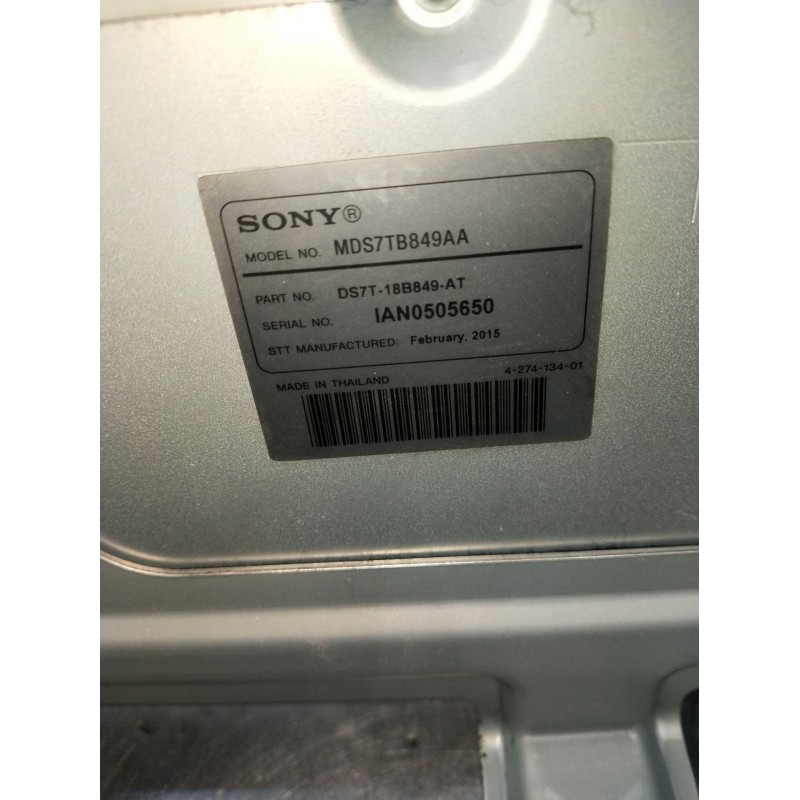 SONY®
MODEL NO. MDS7TB849AA
PART NO. DS7T-18B849-AT
SERIAL NO. IAN0505650
STT MANUFACTURED: February, 2015
4-274-134-01
MADE IN THAILAND